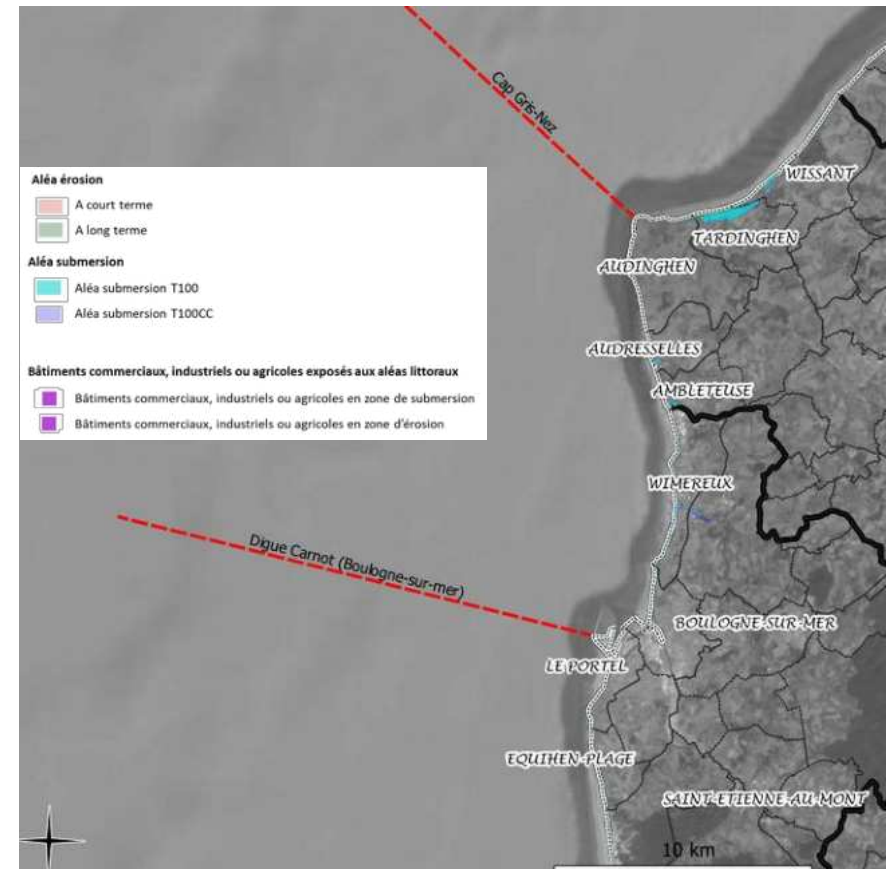 Cap Gris-Nez
WISSANT
TARDINGHEN
AUDINGHEN
Aléa érosion
A court terme
A long terme
Aléa submersion
Aléa submersion T100
Aléa submersion T100CC
Bâtiments commerciaux, industriels ou agricoles exposés aux aléas littoraux
Bâtiments commerciaux, industriels ou agricoles en zone de submersion
Bâtiments commerciaux, industriels ou agricoles en zone d'érosion
AUDRESSELLES
AMBLETEUSE
WIMEREUX
Digue Carnot (Boulogne-sur-mer)
BOULOGNE-SUR-MER
LE PORTEL
EQUIHEN-PLAGE
SAINT-ETIENNE-AU-MONT
10 km